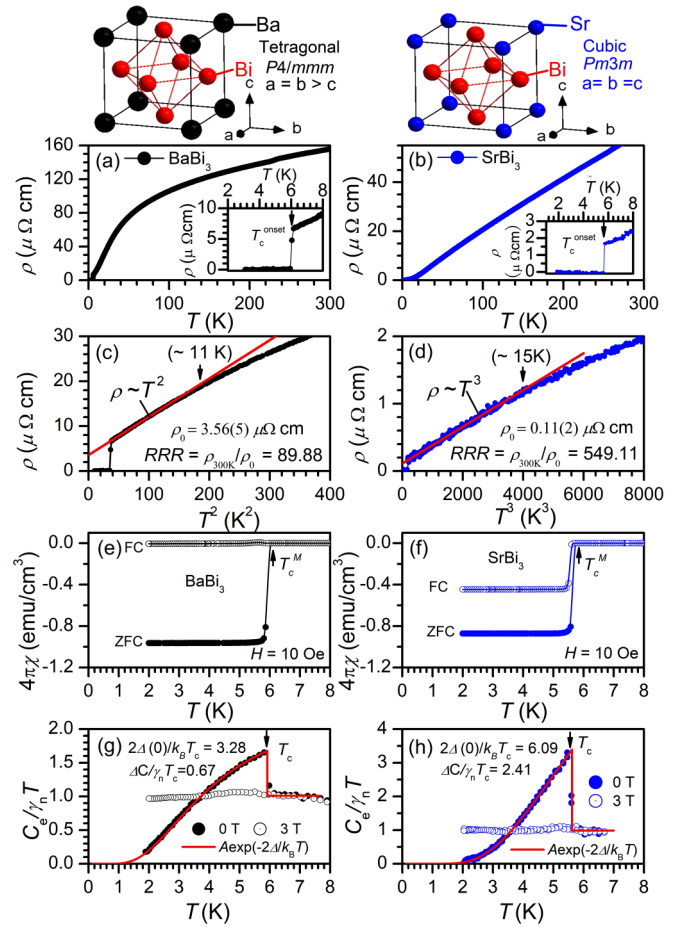 Ba
Tetragonal
P4/mmm
a = b > c
Bi
c
b
a
Sr
Cubic
Pm3m
a= b =c
Bi
c
b
a
(a)
BaBi3
T (K)
2 4 6 8
10
5
0
ρ (μ Ωcm)
Tc onset
160
120
80
40
0
ρ (μ Ω cm)
0 100 200 300
T (K)
(b)
SrBi3
T (K)
2 3 4 5 6 7 8
3
2
1
0
ρ (μ Ωcm)
Tc onset
40
20
0
ρ (μ Ω cm)
0 60 120 180 240 300
T (K)
(c)
(~ 11 K)
ρ ~T²
ρ0 = 3.56(5) μΩ cm
RRR = ρ300K/ρ0 = 89.88
30
20
10
0
ρ (μ Ω cm)
0 100 200 300 400
T² (K²)
(d)
(~ 15K)
ρ ~T³
ρ0 = 0.11(2) μΩ cm
RRR = ρ300K/ρ0 = 549.11
2
1
0
ρ (μ Ω cm)
0 2000 4000 6000 8000
T³ (K³)
(e)
FC
BaBi3
Tc M
ZFC
H = 10 Oe
0.0
-0.4
-0.8
-1.2
4πχ (emu/cm³)
0 1 2 3 4 5 6 7 8
T (K)
(f)
SrBi3
FC
Tc M
ZFC
H = 10 Oe
0.0
-0.4
-0.8
-1.2
4πχ (emu/cm³)
0 1 2 3 4 5 6 7 8
T (K)
(g)
2Δ (0)/kBTc = 3.28
ΔC/γnTc=0.67
Tc
0 T
3 T
Aexp(-2Δ/kBT)
2.0
1.5
1.0
0.5
0.0
Ce/γnT
0 1 2 3 4 5 6 7 8
T (K)
(h)
2Δ (0)/kBTc = 6.09
ΔC/γnTc = 2.41
Tc
0 T
3 T
Aexp(-2Δ/kBT)
4
3
2
1
0
Ce/γnT
0 1 2 3 4 5 6 7 8
T (K)